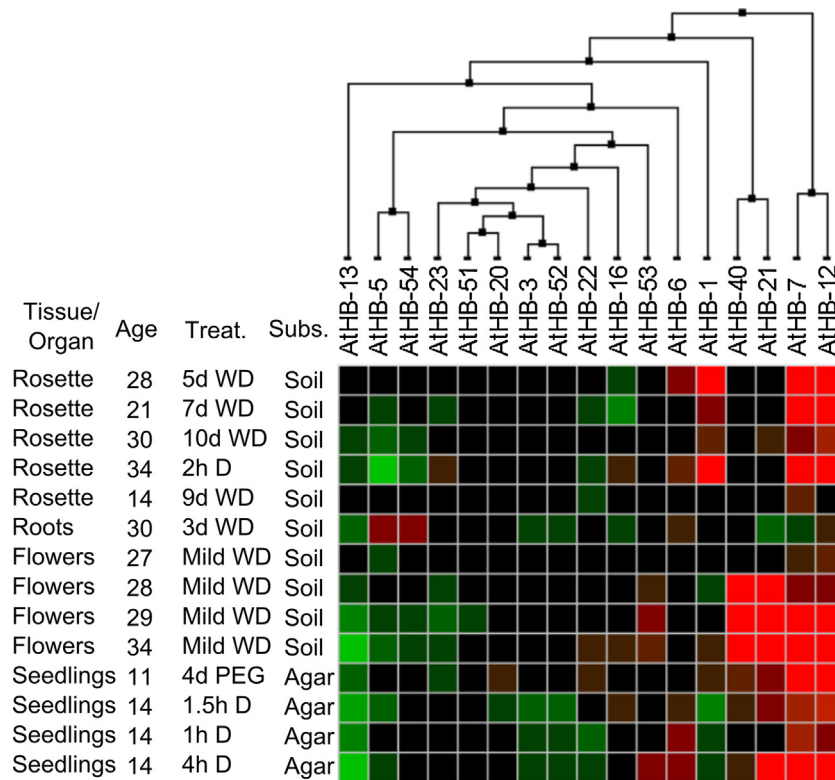 AtHB-13 AtHB-5 AtHB-54 AtHB-23 AtHB-51 AtHB-20 AtHB-3 AtHB-52 AtHB-22 AtHB-16 AtHB-53 AtHB-6 AtHB-1 AtHB-40 AtHB-21 AtHB-7 AtHB-12
Tissue/
Organ Age Treat. Subs.
Rosette 28 5d WD Soil
Rosette 21 7d WD Soil
Rosette 30 10d WD Soil
Rosette 34 2h D Soil
Rosette 14 9d WD Soil
Roots 30 3d WD Soil
Flowers 27 Mild WD Soil
Flowers 28 Mild WD Soil
Flowers 29 Mild WD Soil
Flowers 34 Mild WD Soil
Seedlings 11 4d PEG Agar
Seedlings 14 1.5h D Agar
Seedlings 14 1h D Agar
Seedlings 14 4h D Agar